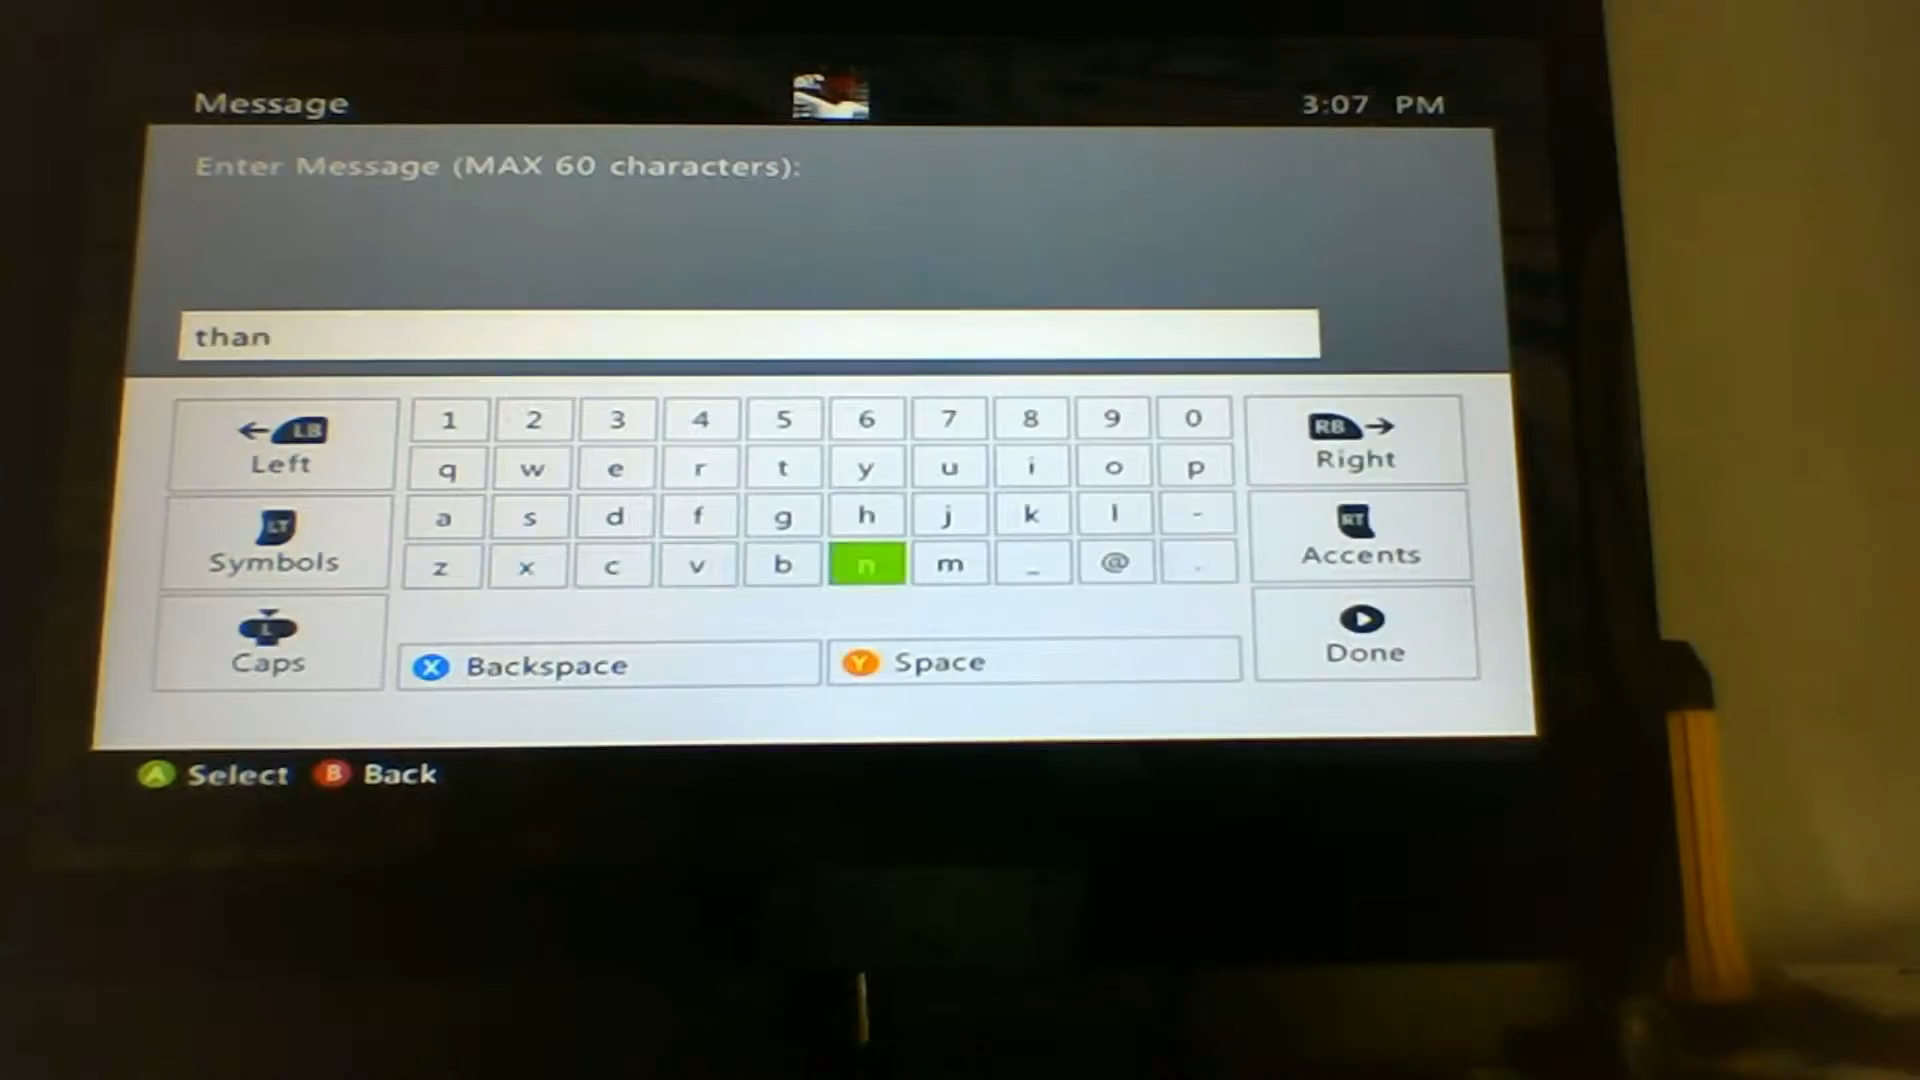 Message 3:07 PM
Enter Message (MAX 60 characters):
than
LB Left 1 2 3 4 5 6 7 8 9 0 RB Right
q w e r t y u i o p
LT Symbols a s d f g h j k l - RT Accents
z x c v b n m _ @ .
L Caps X Backspace Y Space Done
A Select B Back